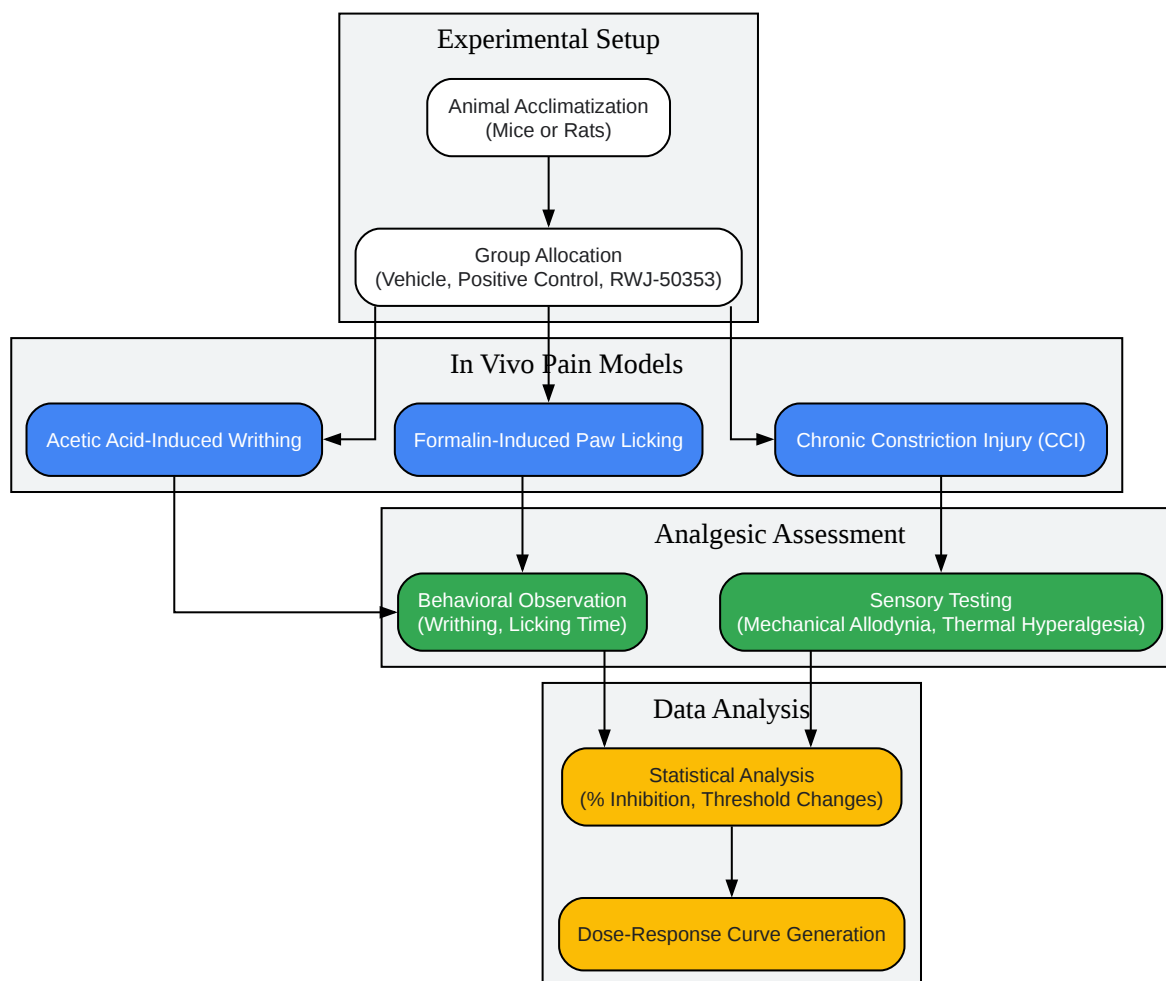 Experimental Setup
Animal Acclimatization
(Mice or Rats)
Group Allocation
(Vehicle, Positive Control, RWJ-50353)
In Vivo Pain Models
Acetic Acid-Induced Writhing
Formalin-Induced Paw Licking
Chronic Constriction Injury (CCI)
Analgesic Assessment
Behavioral Observation
(Writhing, Licking Time)
Sensory Testing
(Mechanical Allodynia, Thermal Hyperalgesia)
Data Analysis
Statistical Analysis
(% Inhibition, Threshold Changes)
Dose-Response Curve Generation